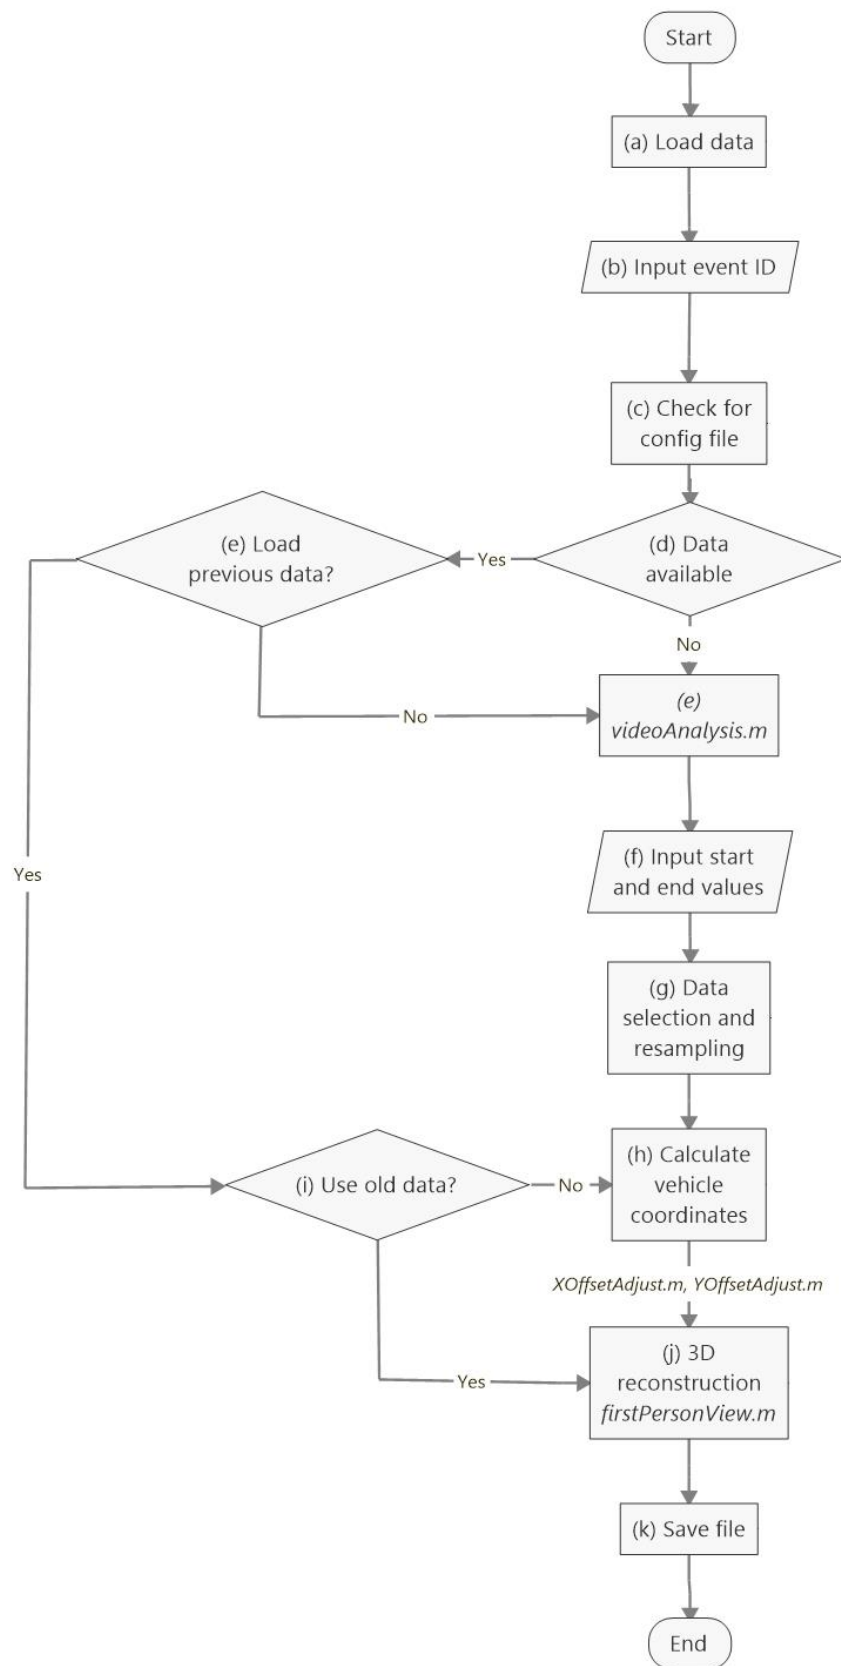 Start
(a) Load data
(b) Input event ID
(c) Check for
config file
(d) Data
available
Yes
(e) Load
previous data?
No
(e)
videoAnalysis.m
No
(f) Input start
and end values
Yes
(g) Data
selection and
resampling
(h) Calculate
vehicle
coordinates
(i) Use old data?
No
XOffsetAdjust.m, YOffsetAdjust.m
(j) 3D
reconstruction
firstPersonView.m
Yes
(k) Save file
End